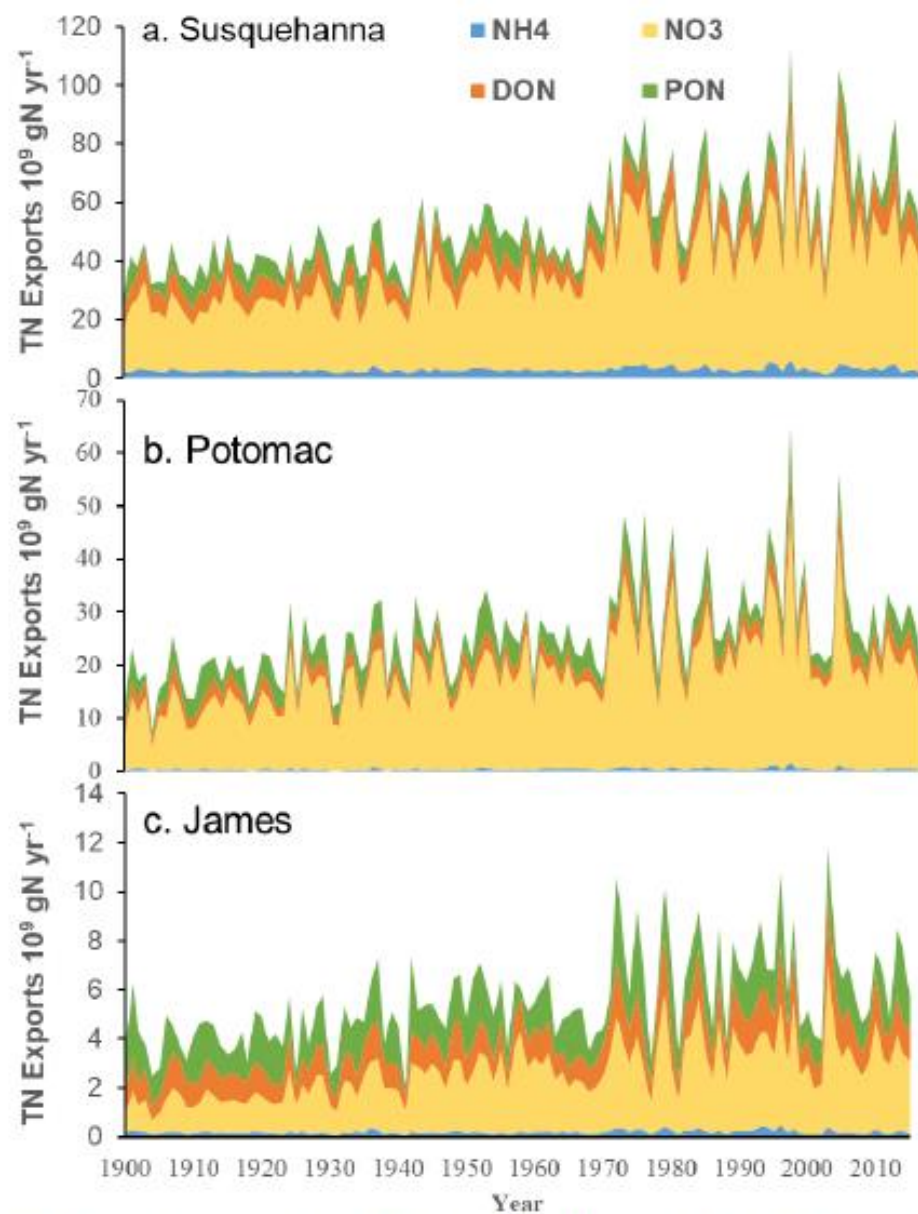 a. Susquehanna
NH4
NO3
DON
PON
TN Exports 10⁹ gN yr⁻¹
120
100
80
60
40
20
0
b. Potomac
TN Exports 10⁹ gN yr⁻¹
70
60
50
40
30
20
10
0
c. James
TN Exports 10⁹ gN yr⁻¹
14
12
10
8
6
4
2
0
1900 1910 1920 1930 1940 1950 1960 1970 1980 1990 2000 2010
Year